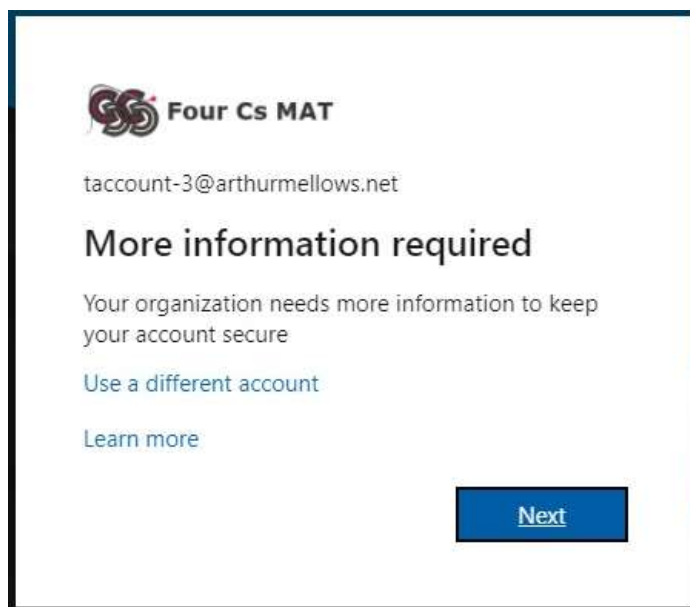 Four Cs MAT
taccount-3@arthurmellows.net
More information required
Your organization needs more information to keep
your account secure
Use a different account
Learn more
Next